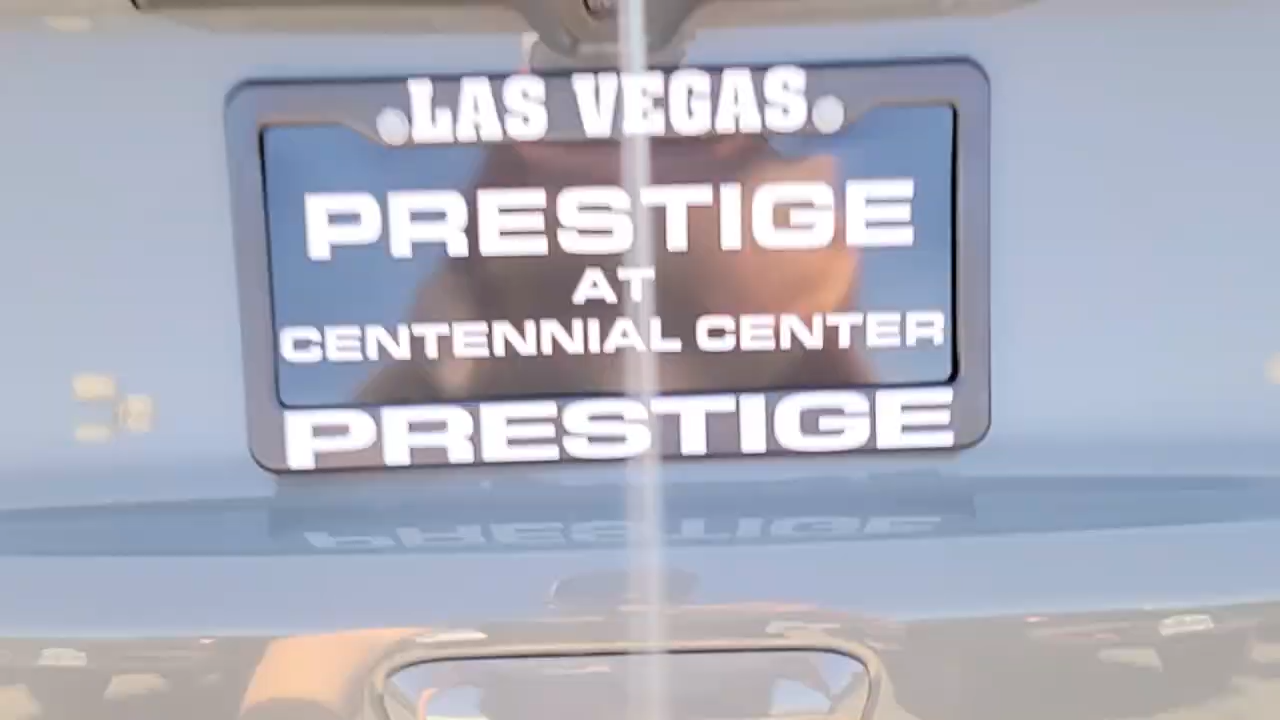 LAS VEGAS
PRESTIGE
AT
CENTENNIAL CENTER
PRESTIGE